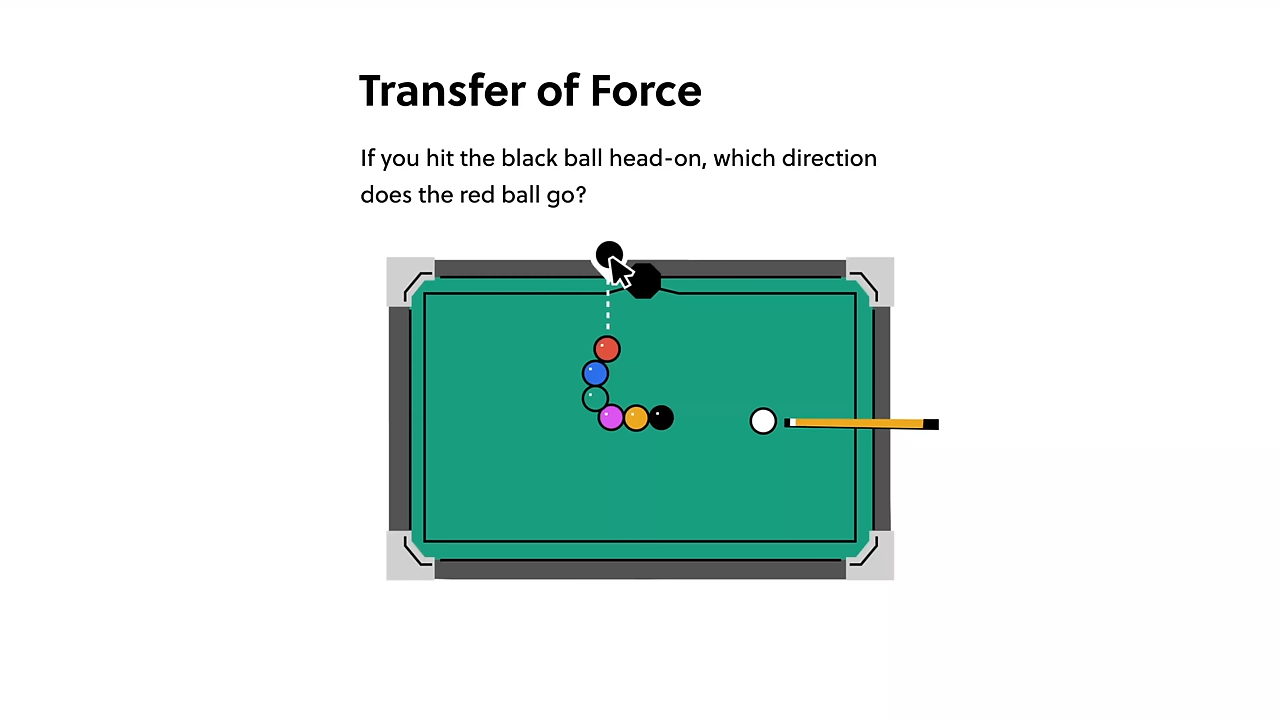 Transfer of Force
If you hit the black ball head-on, which direction
does the red ball go?